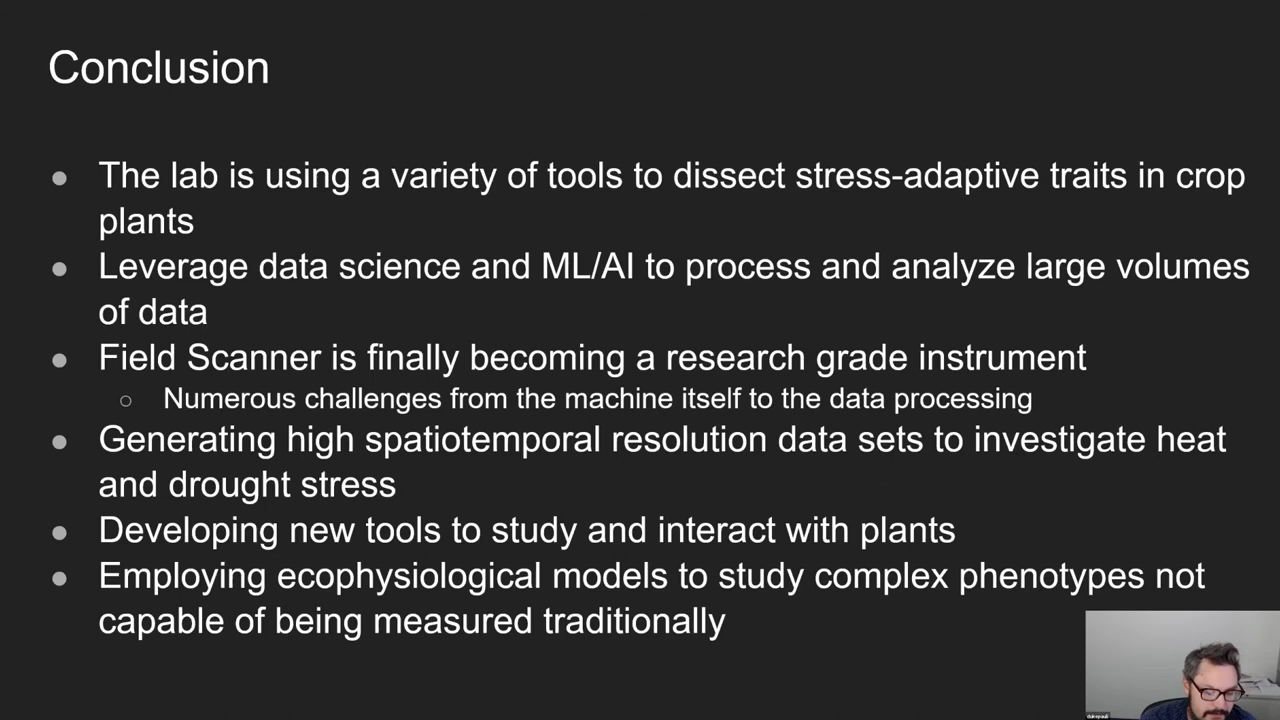 Conclusion
● The lab is using a variety of tools to dissect stress-adaptive traits in crop
plants
● Leverage data science and ML/AI to process and analyze large volumes
of data
● Field Scanner is finally becoming a research grade instrument
○ Numerous challenges from the machine itself to the data processing
● Generating high spatiotemporal resolution data sets to investigate heat
and drought stress
● Developing new tools to study and interact with plants
● Employing ecophysiological models to study complex phenotypes not
capable of being measured traditionally